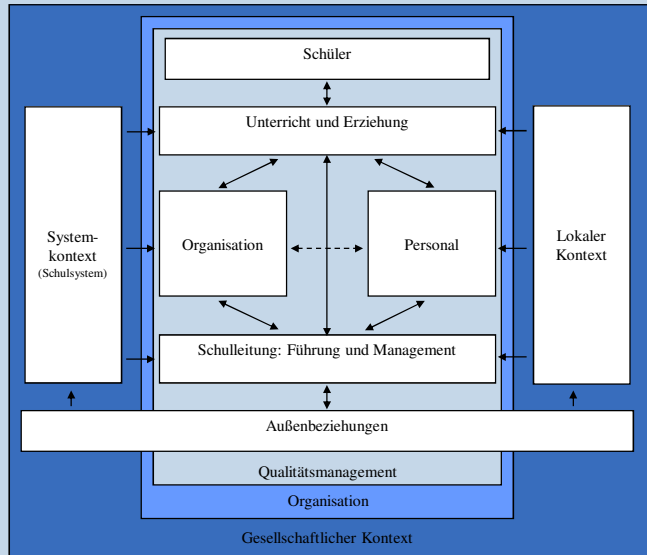 Schüler
Unterricht und Erziehung
System-
kontext
(Schulsystem)
Organisation
Personal
Lokaler
Kontext
Schulleitung: Führung und Management
Außenbeziehungen
Qualitätsmanagement
Organisation
Gesellschaftlicher Kontext